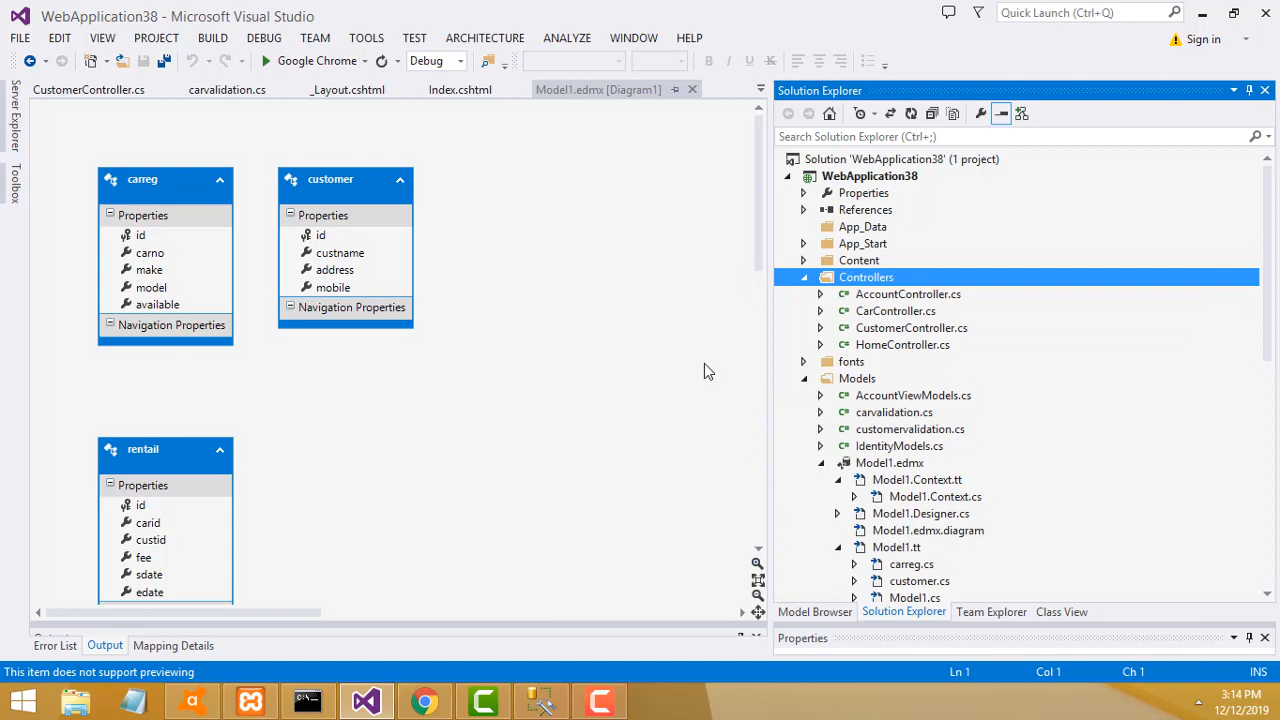 WebApplication38 - Microsoft Visual Studio
Quick Launch (Ctrl+Q)
FILE EDIT VIEW PROJECT BUILD DEBUG TEAM TOOLS TEST ARCHITECTURE ANALYZE WINDOW HELP
Sign in
Google Chrome
Debug
B I U
Server Explorer
Toolbox
carvalidation.cs
_Layout.cshtml
Index.cshtml
Model1.edmx [Diagram1]
carreg
Properties
id
carno
make
model
available
Navigation Properties
customer
Properties
id
custname
address
mobile
Navigation Properties
rentail
Properties
id
carid
custid
fee
sdate
edate
Error List
Output
Mapping Details
Solution Explorer
Search Solution Explorer (Ctrl+;)
Solution 'WebApplication38' (1 project)
WebApplication38
Properties
References
App_Data
App_Start
Content
Controllers
AccountController.cs
CarController.cs
CustomerController.cs
HomeController.cs
fonts
Models
AccountViewModels.cs
carvalidation.cs
customervalidation.cs
IdentityModels.cs
Model1.edmx
Model1.Context.tt
Model1.Context.cs
Model1.Designer.cs
Model1.edmx.diagram
Model1.tt
carreg.cs
customer.cs
Model1.cs
Model Browser
Solution Explorer
Team Explorer
Class View
Properties
This item does not support previewing
Ln 1
Col 1
Ch 1
INS
3:14 PM
12/12/2019